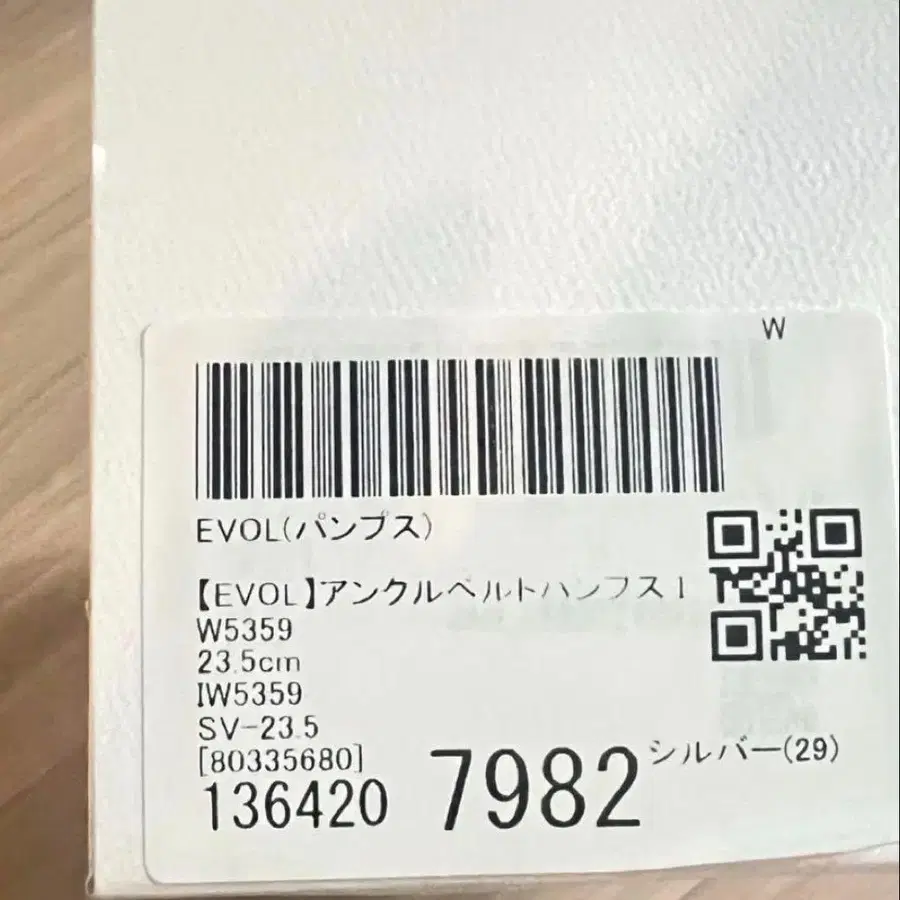 W
EVOL(パンプス)
【EVOL】アンクルベルトパンプス I
W5359
23.5cm
IW5359
SV-23.5
[80335680]
シルバー(29)
136420 7982